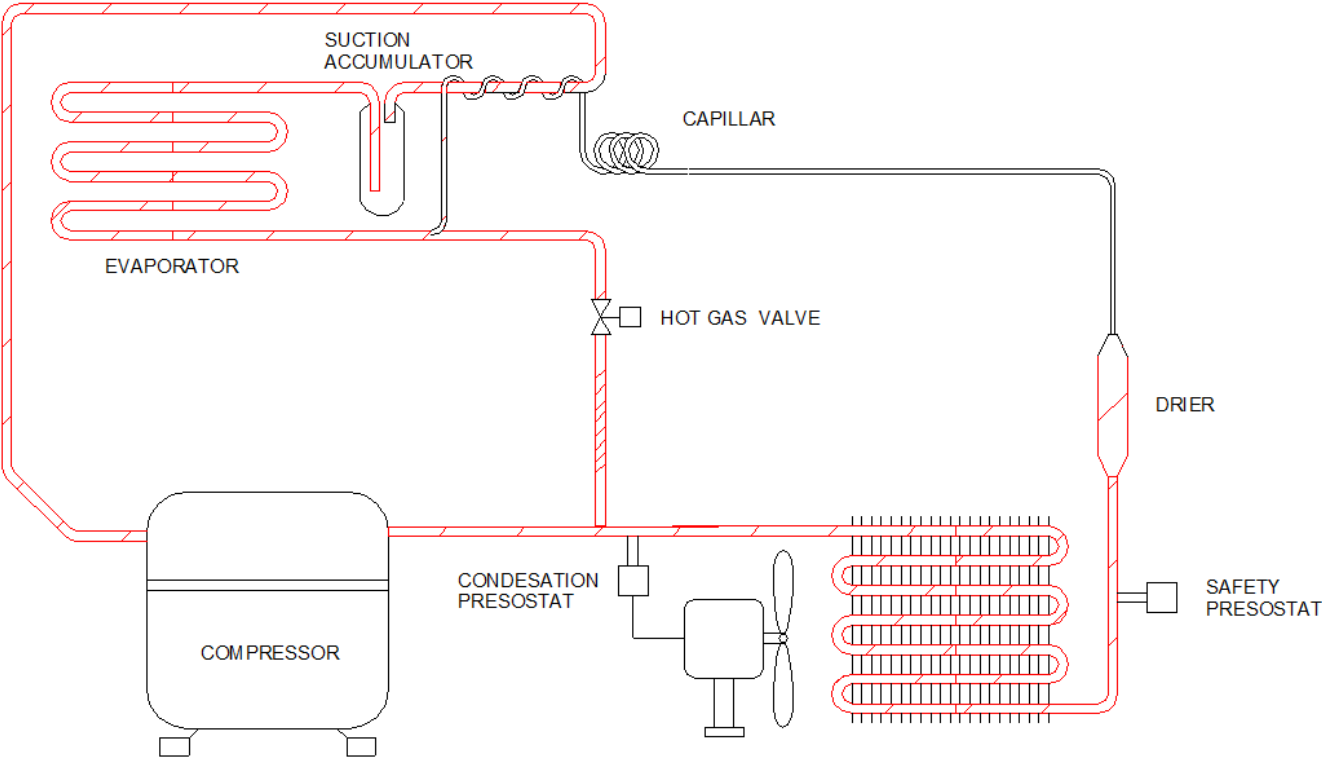 SUCTION
ACCUMULATOR
CAPILLAR
EVAPORATOR
HOT GAS VALVE
DRIER
CONDESATION
PRESOSTAT
SAFETY
PRESOSTAT
COMPRESSOR